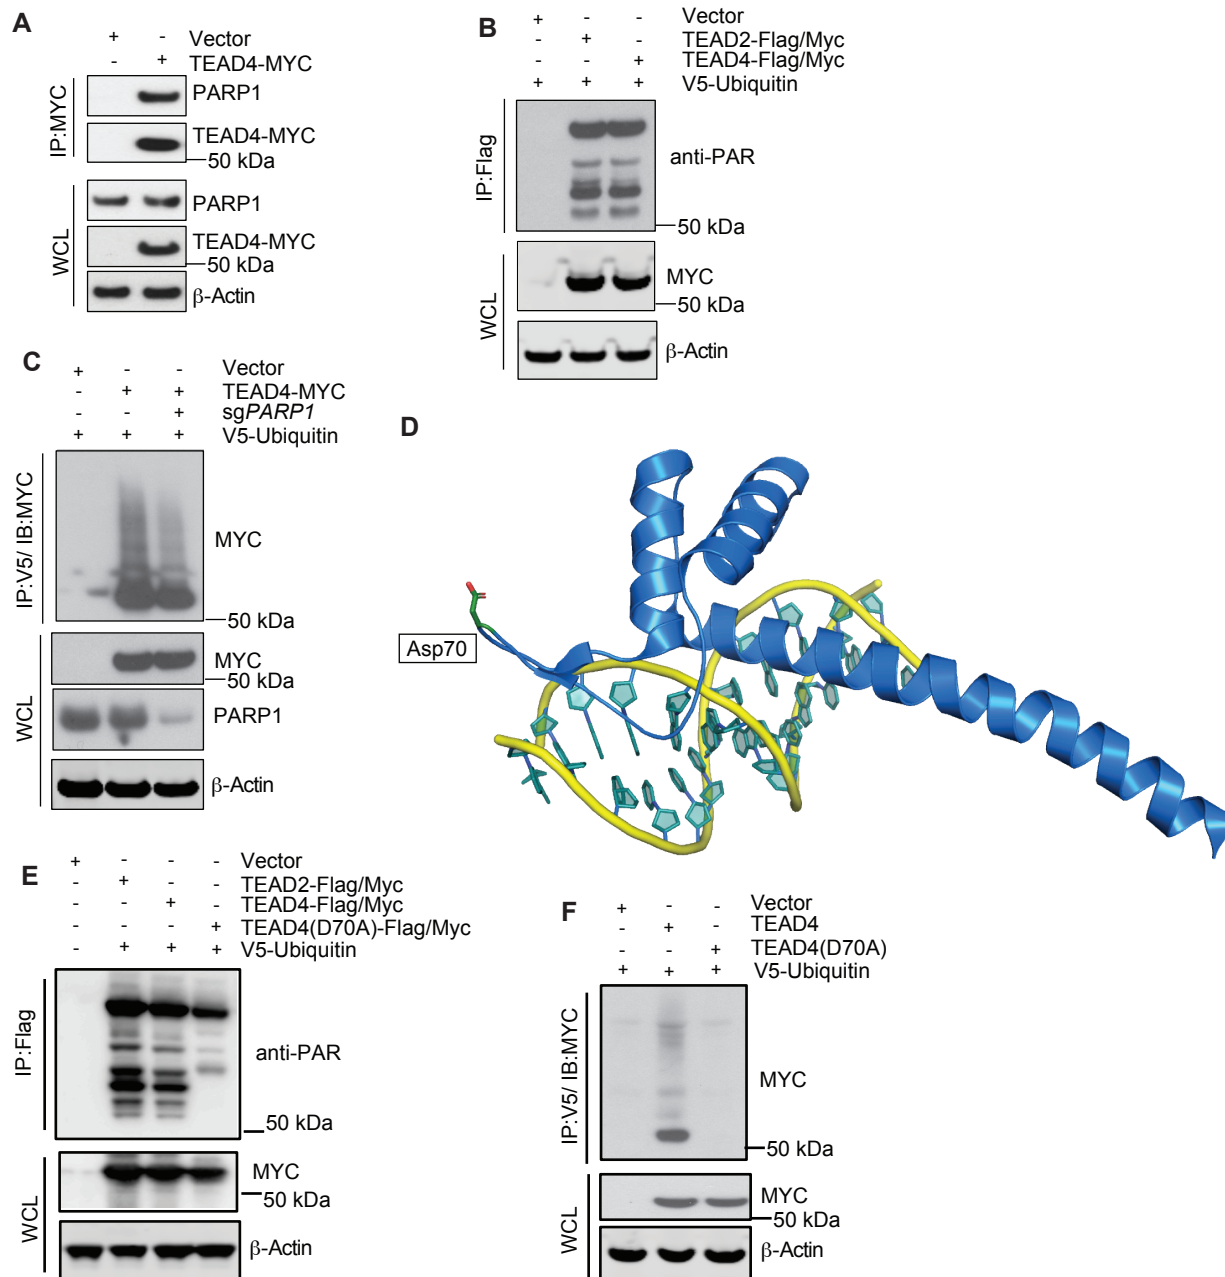 A
+ - Vector
- + TEAD4-MYC
IP:MYC
PARP1
TEAD4-MYC
50 kDa
WCL
PARP1
TEAD4-MYC
50 kDa
β-Actin
B
+ - - Vector
- + - TEAD2-Flag/Myc
- - + TEAD4-Flag/Myc
+ + + V5-Ubiquitin
IP:Flag
anti-PAR
50 kDa
WCL
MYC
50 kDa
β-Actin
C
+ - - Vector
- + + TEAD4-MYC
- - + sgPARP1
+ + + V5-Ubiquitin
IP:V5/ IB:MYC
MYC
50 kDa
WCL
MYC
50 kDa
PARP1
β-Actin
D
Asp70
E
+ - - - Vector
- + - - TEAD2-Flag/Myc
- - + - TEAD4-Flag/Myc
- - - + TEAD4(D70A)-Flag/Myc
- + + + V5-Ubiquitin
IP:Flag
anti-PAR
50 kDa
WCL
MYC
50 kDa
β-Actin
F
+ - - Vector
- + - TEAD4
- - + TEAD4(D70A)
+ + + V5-Ubiquitin
IP:V5/ IB:MYC
MYC
50 kDa
WCL
MYC
50 kDa
β-Actin